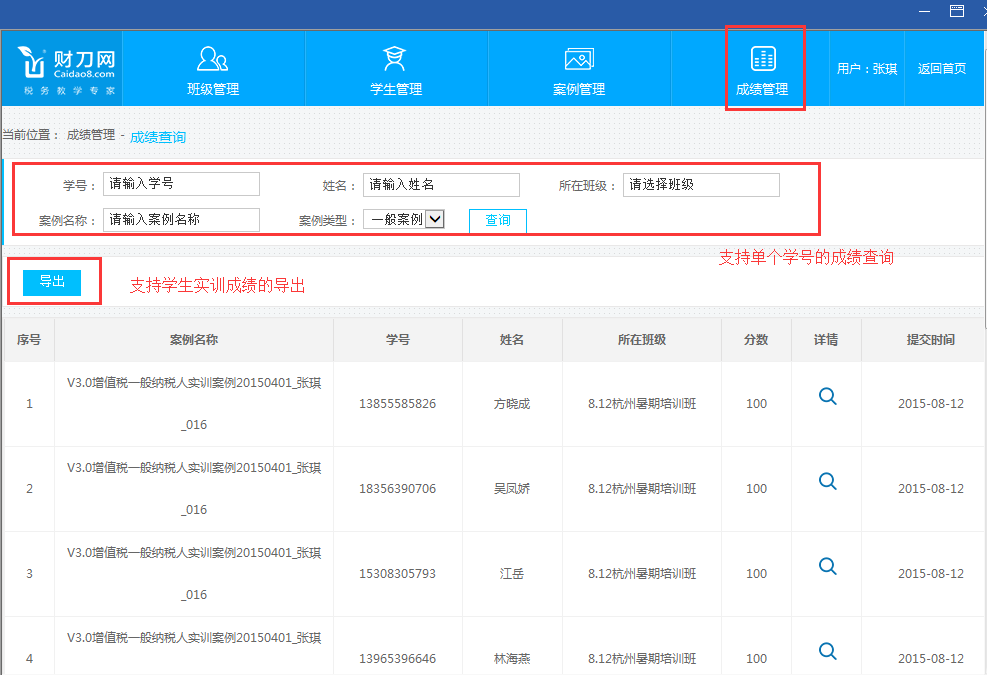 财刀网
Caidao8.com
税务教学专家
班级管理
学生管理
案例管理
成绩管理
用户：张琪
返回首页
当前位置： 成绩管理 - 成绩查询
学号： 请输入学号 姓名： 请输入姓名 所在班级： 请选择班级
案例名称： 请输入案例名称 案例类型： 一般案例 查询
支持单个学号的成绩查询
导出 支持学生实训成绩的导出
序号 案例名称 学号 姓名 所在班级 分数 详情 提交时间
V3.0增值税一般纳税人实训案例20150401_张琪
1 13855585826 方晓成 8.12杭州暑期培训班 100 2015-08-12
_016
V3.0增值税一般纳税人实训案例20150401_张琪
2 18356390706 吴凤娇 8.12杭州暑期培训班 100 2015-08-12
_016
V3.0增值税一般纳税人实训案例20150401_张琪
3 15308305793 江岳 8.12杭州暑期培训班 100 2015-08-12
_016
V3.0增值税一般纳税人实训案例20150401_张琪
4 13965396646 林海燕 8.12杭州暑期培训班 100 2015-08-12